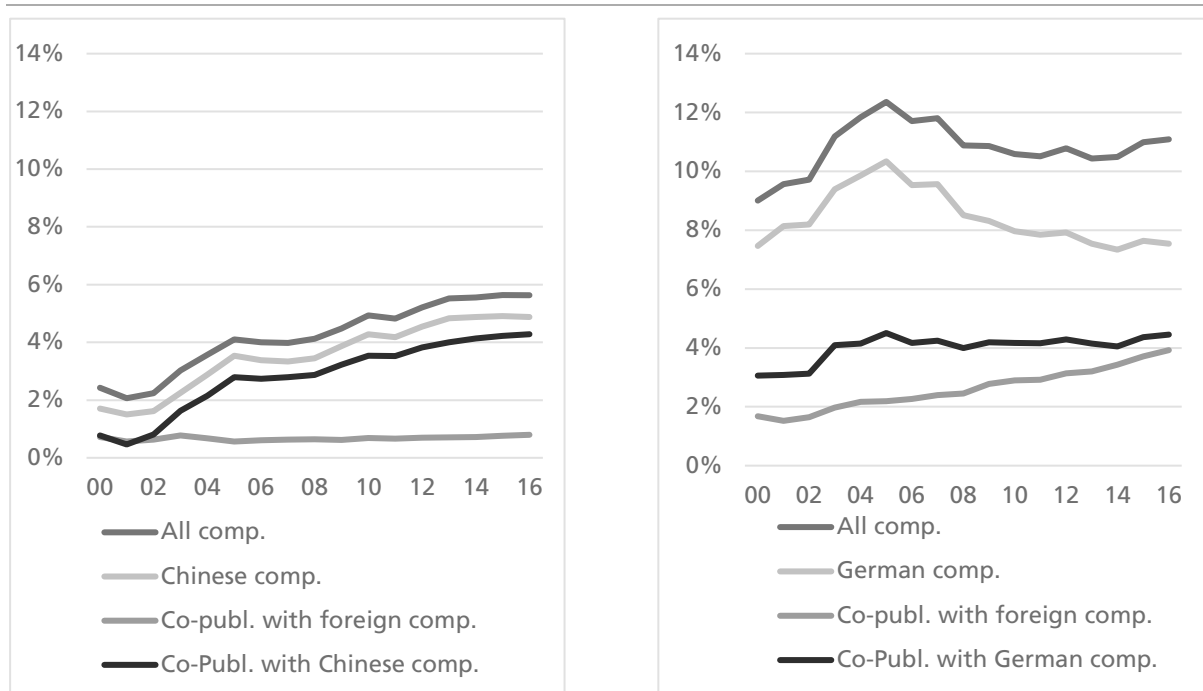 14%
12%
10%
8%
6%
4%
2%
0%
00 02 04 06 08 10 12 14 16
All comp.
Chinese comp.
Co-publ. with foreign comp.
Co-Publ. with Chinese comp.
14%
12%
10%
8%
6%
4%
2%
0%
00 02 04 06 08 10 12 14 16
All comp.
German comp.
Co-publ. with foreign comp.
Co-Publ. with German comp.